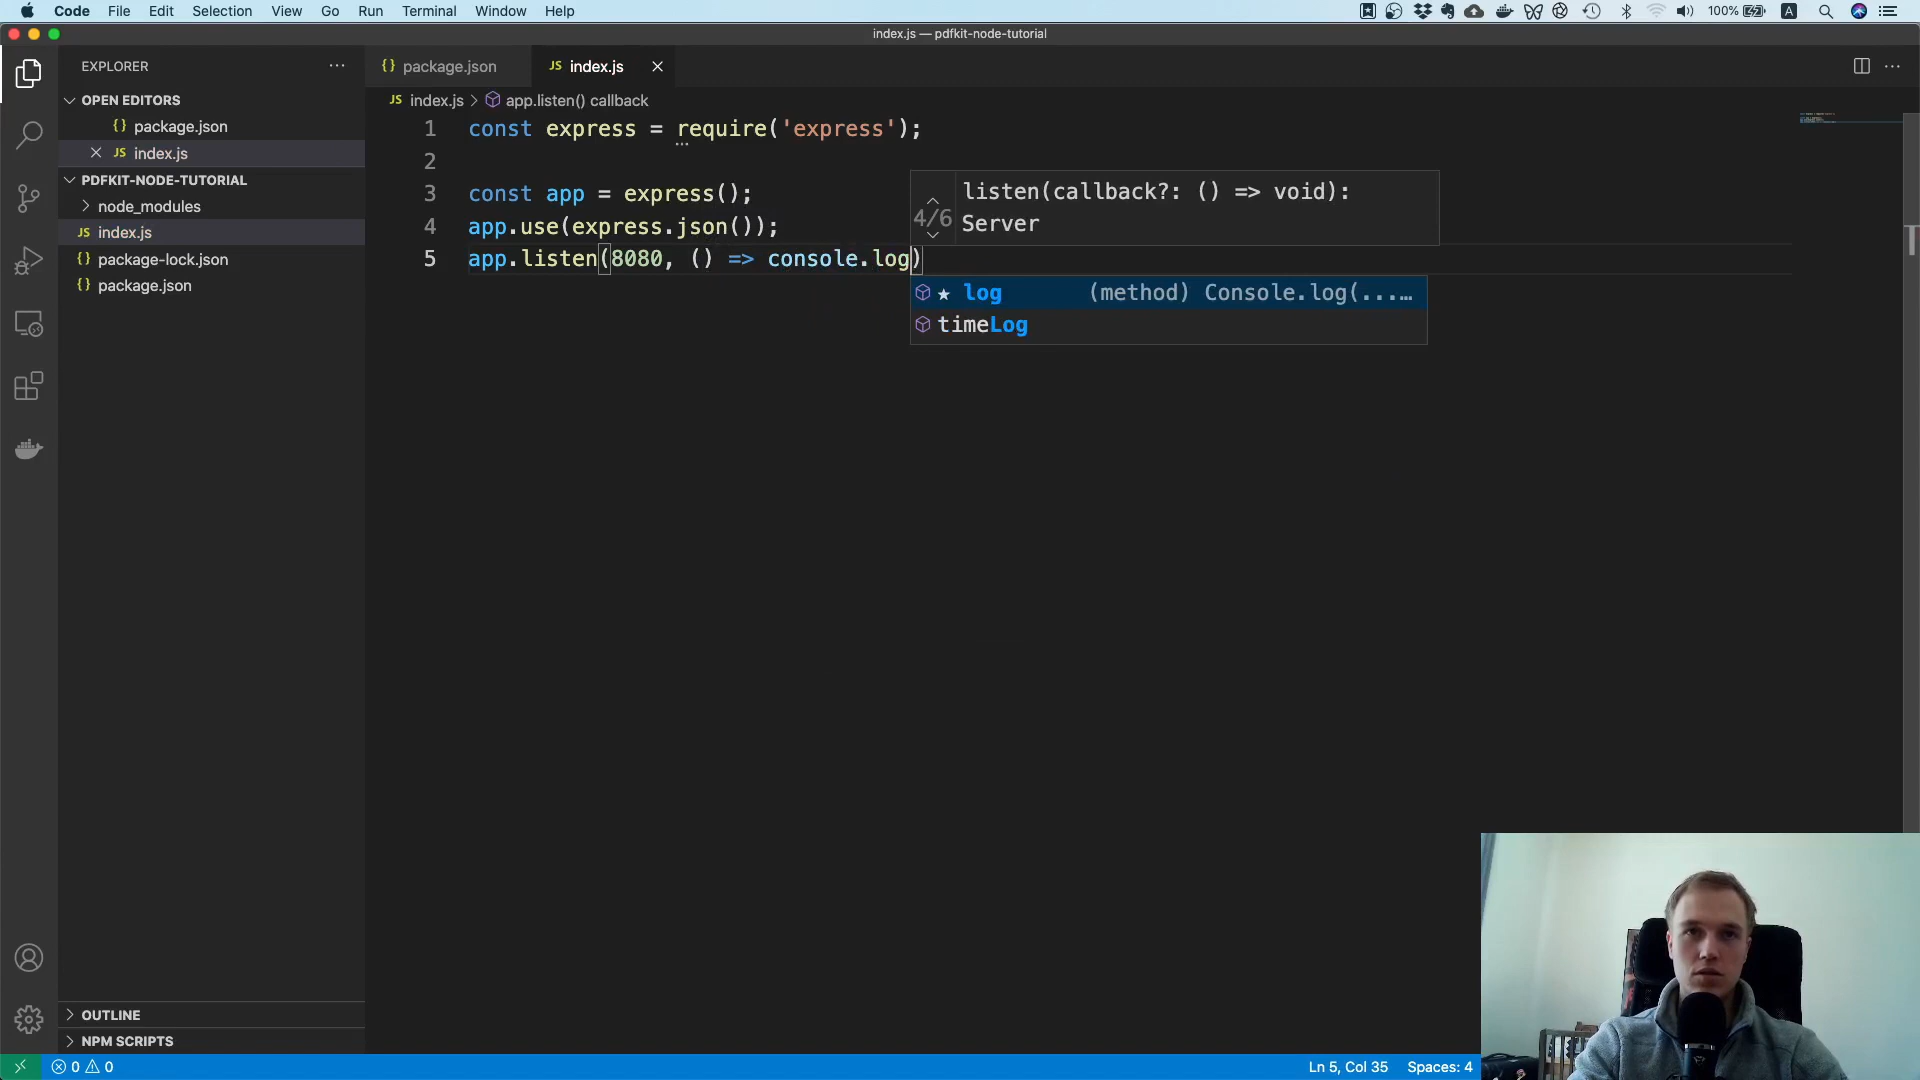 Code File Edit Selection View Go Run Terminal Window Help
100% A
index.js — pdfkit-node-tutorial
EXPLORER
OPEN EDITORS
{} package.json
JS index.js
PDFKIT-NODE-TUTORIAL
node_modules
JS index.js
{} package-lock.json
{} package.json
OUTLINE
NPM SCRIPTS
{} package.json
JS index.js
JS index.js > app.listen() callback
1 const express = require('express');
2
3 const app = express();
4 app.use(express.json());
5 app.listen(8080, () => console.log)
4/6
listen(callback?: () => void):
Server
log (method) Console.log(...…
timeLog
0 0
Ln 5, Col 35 Spaces: 4